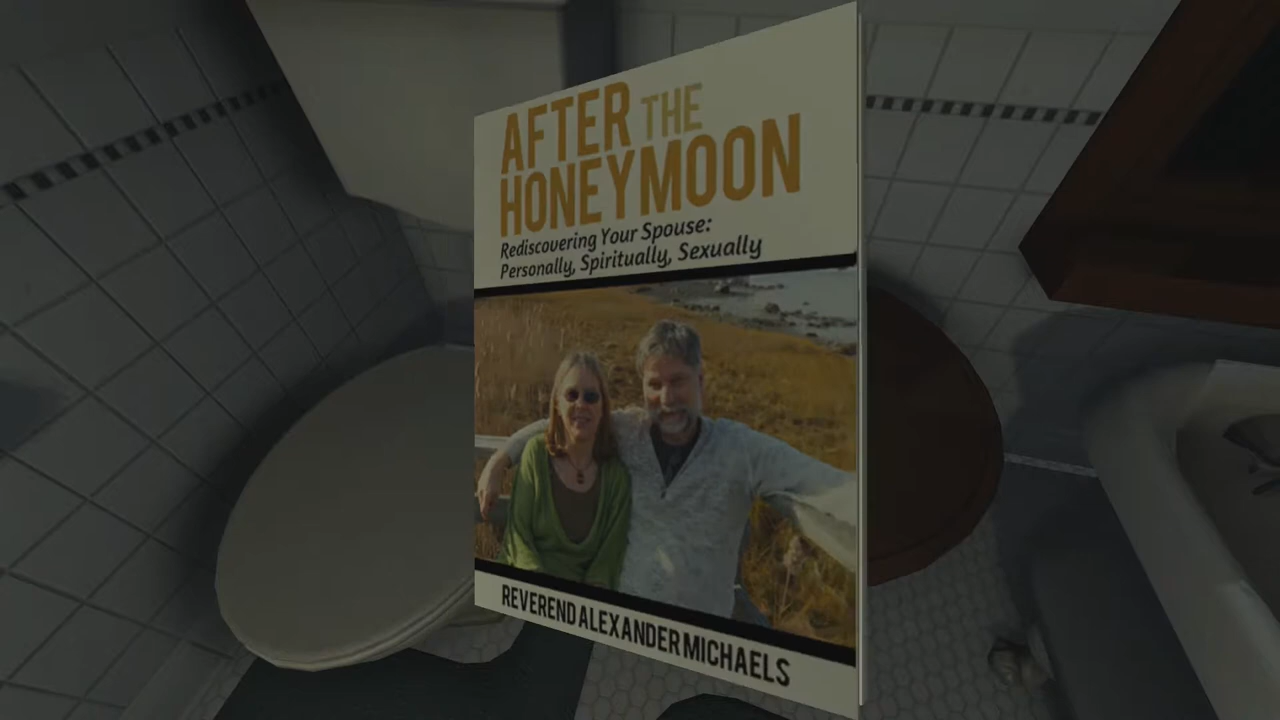 AFTER THE
HONEYMOON
Rediscovering Your Spouse:
Personally, Spiritually, Sexually
REVEREND ALEXANDER MICHAELS